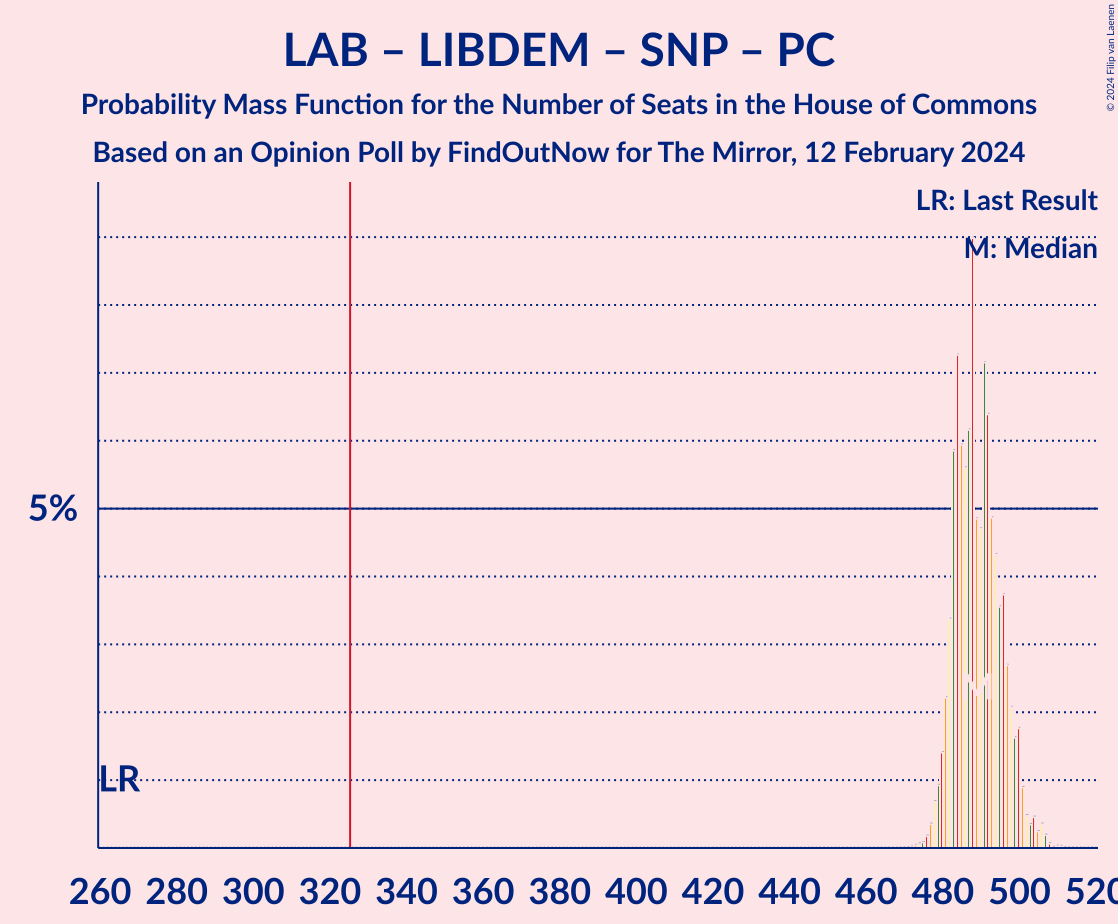 LAB – LIBDEM – SNP – PC
Probability Mass Function for the Number of Seats in the House of Commons
Based on an Opinion Poll by FindOutNow for The Mirror, 12 February 2024
© 2024 Filip van Laenen
LR: Last Result
M: Median
5%
LR
260 280 300 320 340 360 380 400 420 440 460 480 500 520